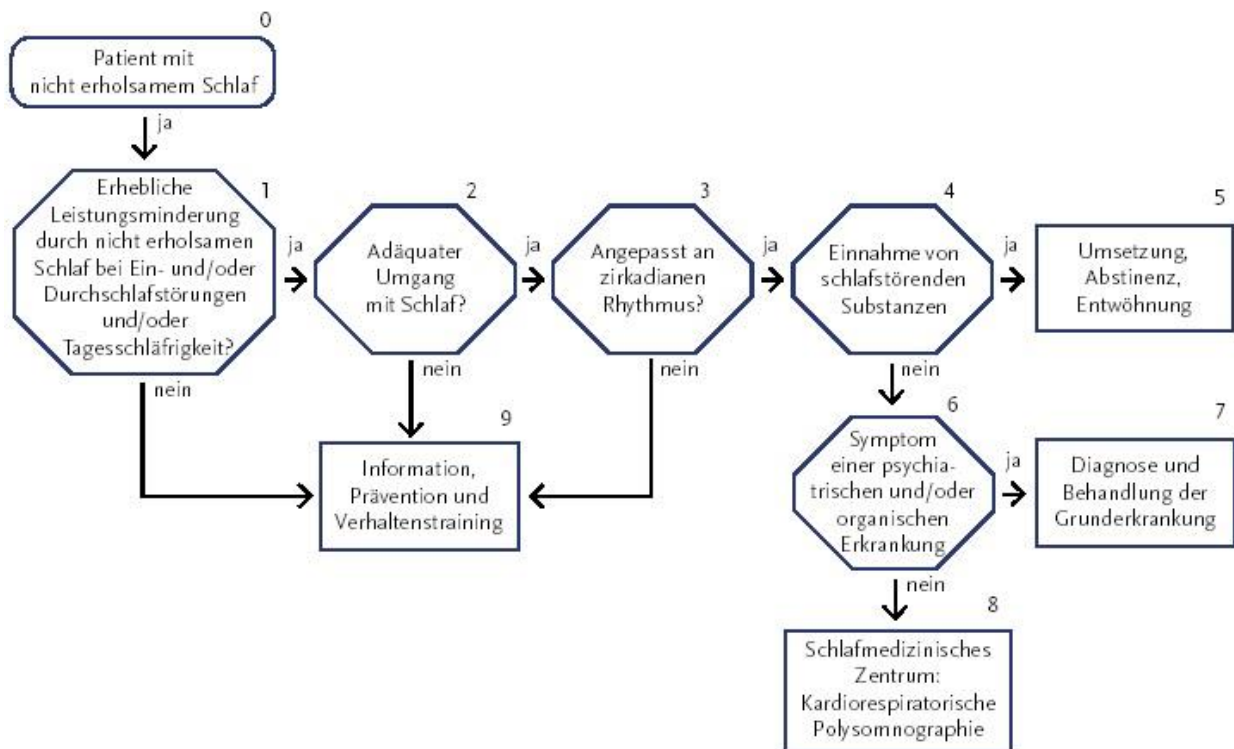 0
Patient mit
nicht erholsamem Schlaf
ja
1
Erhebliche
Leistungsminderung
durch nicht erholsamen
Schlaf bei Ein- und/oder
Durchschlafstörungen
und/oder
Tagesschläfrigkeit?
ja
nein
2
Adäquater
Umgang
mit Schlaf?
ja
nein
3
Angepasst an
zirkadianen
Rhythmus?
ja
nein
4
Einnahme von
schlafstörenden
Substanzen
ja
nein
5
Umsetzung,
Abstinenz,
Entwöhnung
9
Information,
Prävention und
Verhaltenstraining
6
Symptom
einer psychia-
trischen und/oder
organischen
Erkrankung
ja
nein
7
Diagnose und
Behandlung der
Grunderkrankung
8
Schlafmedizinisches
Zentrum:
Kardiorespiratorische
Polysomnographie